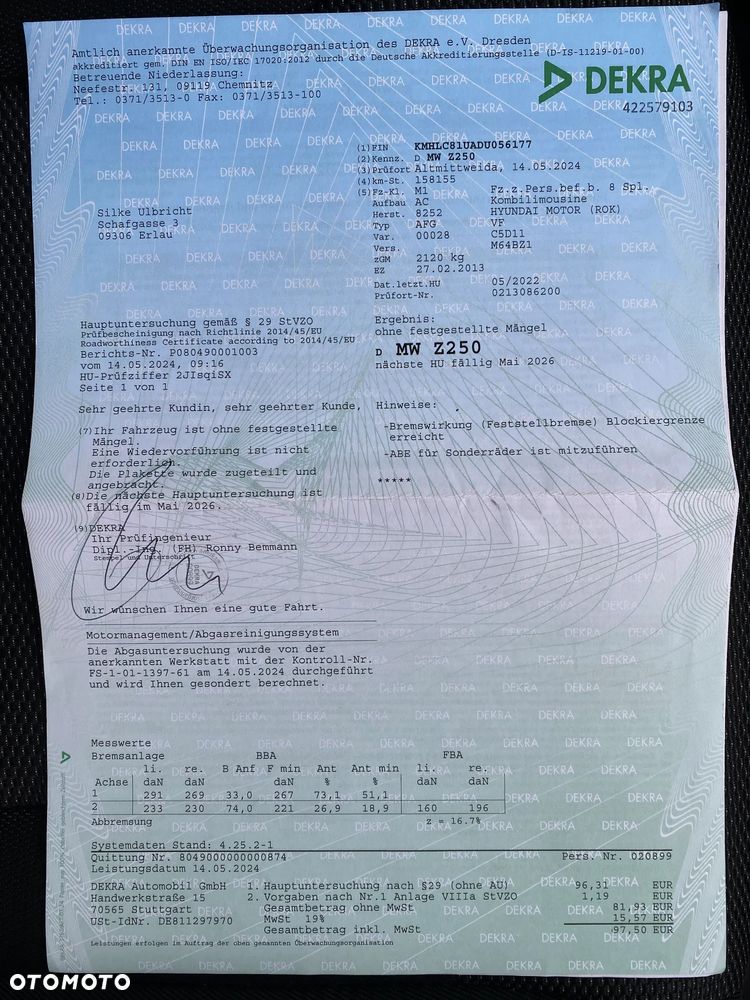 Amtlich anerkannte Überwachungsorganisation des DEKRA e.V. Dresden
akkreditiert gem. DIN EN ISO/IEC 17020:2012 durch die Deutsche Akkreditierungsstelle (D-IS-11219-01-00)
Betreuende Niederlassung:
Neefestr. 131, 09119 Chemnitz
Tel.: 0371/3513-0 Fax: 0371/3513-100
DEKRA
422579103
(1) FIN KMHLC81UADU056177
(2) Kennz. D MW Z250
(3) Prüfort Altmittweida, 14.05.2024
(4) km-St. 158155
(5) Fz-Kl. M1 Fz.z.Pers.bef.b. 8 Spl.
Aufbau AC Kombilimousine
Herst. 8252 HYUNDAI MOTOR (ROK)
Typ AFG VF
Var. 00028 C5D11
Vers. M64BZ1
zGM 2120 kg
EZ 27.02.2013
Dat.letzt.HU 05/2022
Prüfort-Nr. 0213086200
Silke Ulbricht
Schafgasse 3
09306 Erlau
Hauptuntersuchung gemäß § 29 StVZO
Prüfbescheinigung nach Richtlinie 2014/45/EU
Roadworthiness Certificate according to 2014/45/EU
Berichts-Nr. P080490001003
vom 14.05.2024, 09:16
HU-Prüfziffer 2JIsqiSX
Seite 1 von 1
Ergebnis:
ohne festgestellte Mängel
D MW Z250
nächste HU fällig Mai 2026
Sehr geehrte Kundin, sehr geehrter Kunde,
(7) Ihr Fahrzeug ist ohne festgestellte
Mängel.
Eine Wiedervorführung ist nicht
erforderlich.
Die Plakette wurde zugeteilt und
angebracht.
(8) Die nächste Hauptuntersuchung ist
fällig im Mai 2026.
Hinweise:
-Bremswirkung (Feststellbremse) Blockiergrenze
erreicht
-ABE für Sonderräder ist mitzuführen
*****
(9) DEKRA
Ihr Prüfingenieur
Dipl.-Ing. (FH) Ronny Bemmann
Stempel und Unterschrift
Wir wünschen Ihnen eine gute Fahrt.
Motormanagement/Abgasreinigungssystem
Die Abgasuntersuchung wurde von der
anerkannten Werkstatt mit der Kontroll-Nr.
FS-1-01-1397-61 am 14.05.2024 durchgeführt
und wird Ihnen gesondert berechnet.
Messwerte
Bremsanlage BBA FBA
li. re. B Anf F min Ant Ant min li. re.
Achse daN daN daN % % daN daN
1 291 269 33,0 267 73,1 51,1
2 233 230 74,0 221 26,9 18,9 160 196
Abbremsung z = 16.7%
Systemdaten Stand: 4.25.2-1
Quittung Nr. 8049000000000874 Pers.Nr. 020899
Leistungsdatum 14.05.2024
DEKRA Automobil GmbH 1. Hauptuntersuchung nach §29 (ohne AU) 96,31 EUR
Handwerkstraße 15 2. Vorgaben nach Nr.1 Anlage VIIIa StVZO 1,19 EUR
70565 Stuttgart Gesamtbetrag ohne MwSt 81,93 EUR
USt-IdNr. DE811297970 MwSt 19% 15,57 EUR
Gesamtbetrag inkl. MwSt 97,50 EUR
Leistungen erfolgen im Auftrag der oben genannten Überwachungsorganisation
OTOMOTO